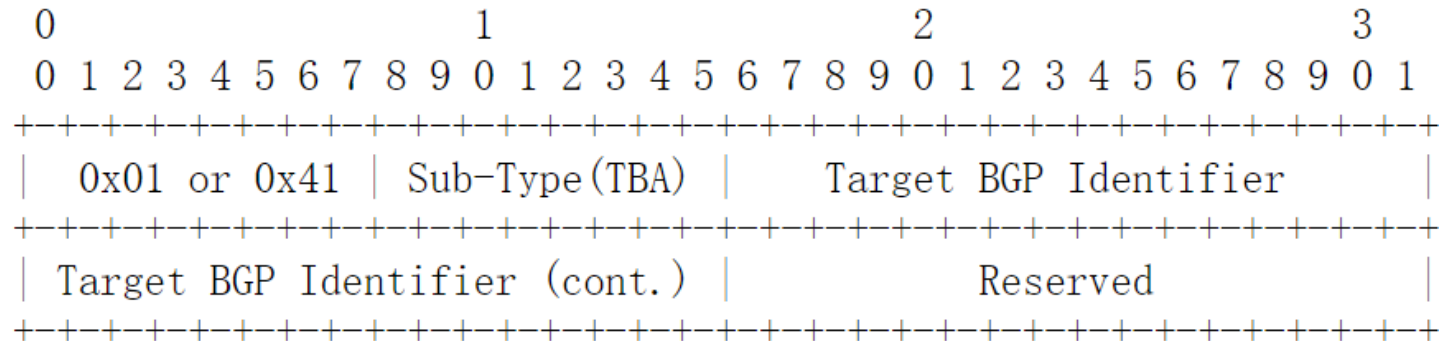 0 1 2 3
0 1 2 3 4 5 6 7 8 9 0 1 2 3 4 5 6 7 8 9 0 1 2 3 4 5 6 7 8 9 0 1
+-+-+-+-+-+-+-+-+-+-+-+-+-+-+-+-+-+-+-+-+-+-+-+-+-+-+-+-+-+-+-+-+
| 0x01 or 0x41 | Sub-Type(TBA) | Target BGP Identifier |
+-+-+-+-+-+-+-+-+-+-+-+-+-+-+-+-+-+-+-+-+-+-+-+-+-+-+-+-+-+-+-+-+
| Target BGP Identifier (cont.) | Reserved |
+-+-+-+-+-+-+-+-+-+-+-+-+-+-+-+-+-+-+-+-+-+-+-+-+-+-+-+-+-+-+-+-+